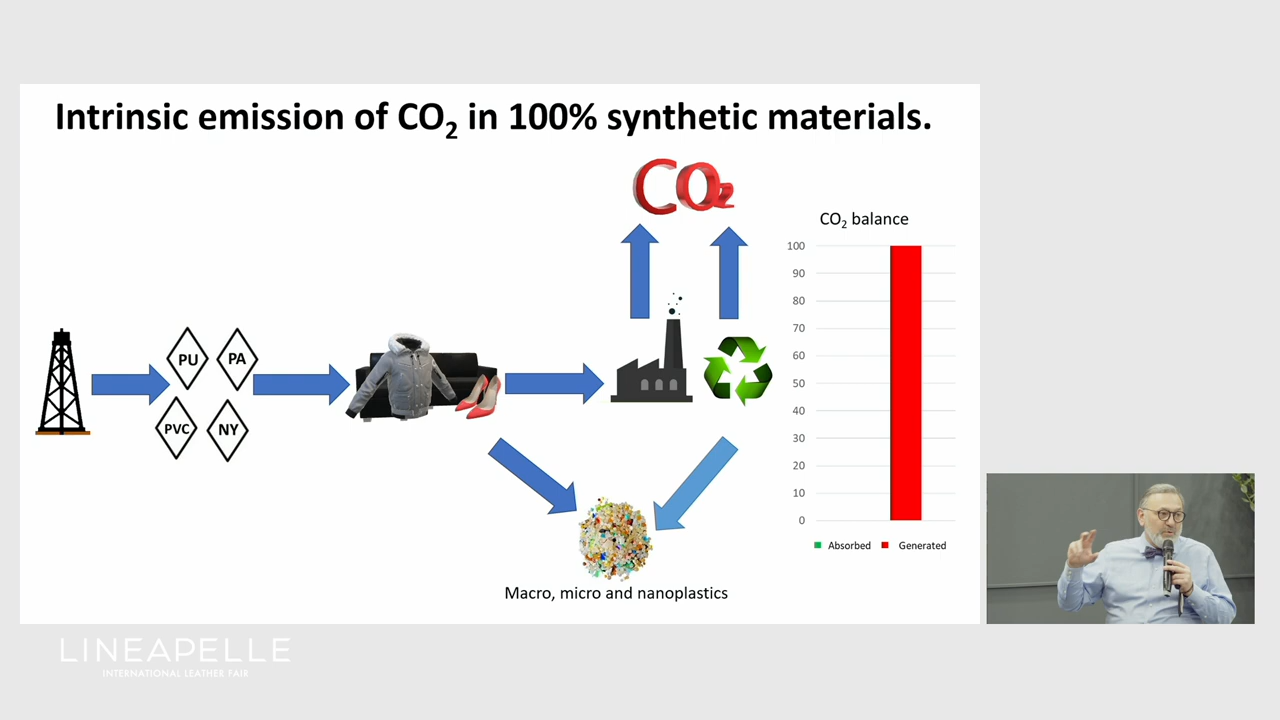 Intrinsic emission of CO₂ in 100% synthetic materials.
CO₂
CO₂ balance
100
90
80
70
60
50
40
30
20
10
0
Absorbed Generated
PU PA
PVC NY
Macro, micro and nanoplastics
LINEAPELLE
INTERNATIONAL LEATHER FAIR